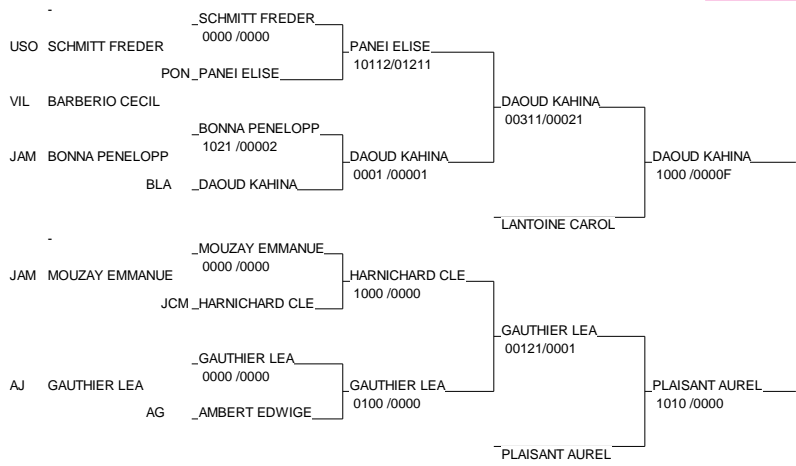 -
_SCHMITT FREDER
USO SCHMITT FREDER 0000 /0000 PANEI ELISE
10112/01211
PON _PANEI ELISE
VIL BARBERIO CECIL DAOUD KAHINA
00311/00021
_BONNA PENELOPP
JAM BONNA PENELOPP 1021 /00002 DAOUD KAHINA DAOUD KAHINA
0001 /00001 1000 /0000F
BLA _DAOUD KAHINA
LANTOINE CAROL
-
_MOUZAY EMMANUE
JAM MOUZAY EMMANUE 0000 /0000 HARNICHARD CLE
1000 /0000
JCM _HARNICHARD CLE
GAUTHIER LEA
00121/0001
_GAUTHIER LEA
AJ GAUTHIER LEA 0000 /0000 GAUTHIER LEA PLAISANT AUREL
0100 /0000 1010 /0000
AG _AMBERT EDWIGE
PLAISANT AUREL